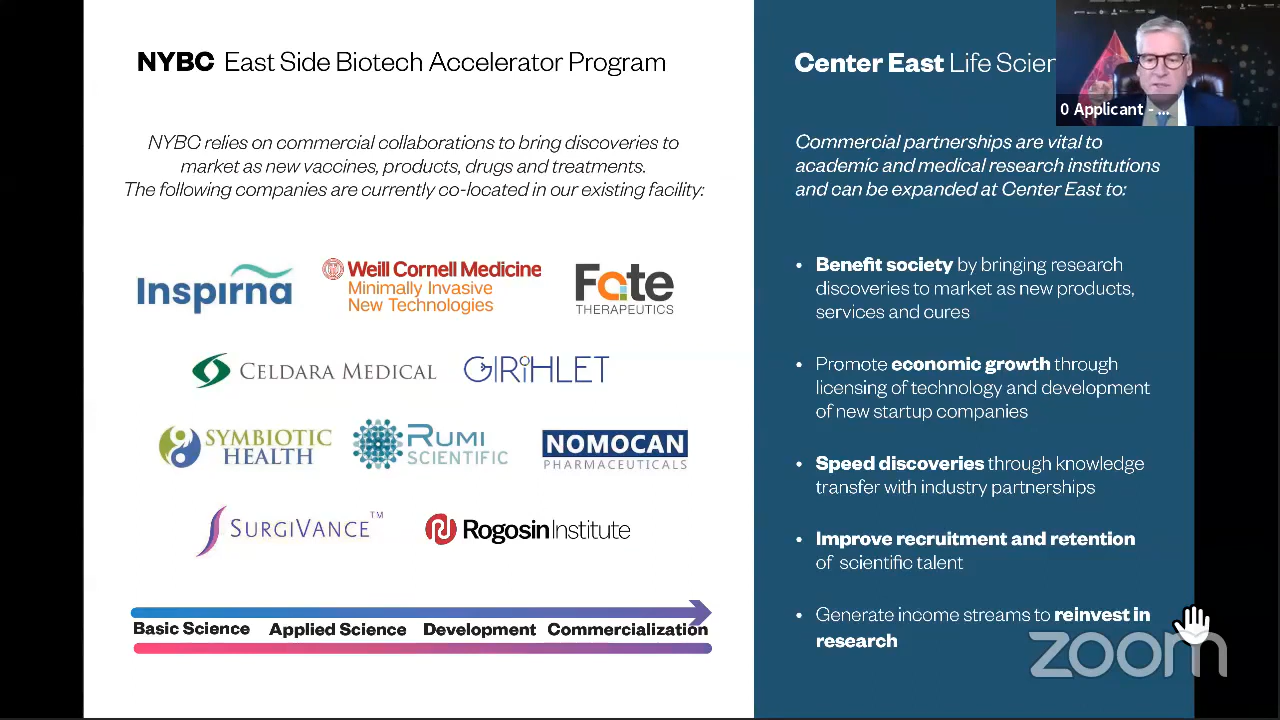 NYBC East Side Biotech Accelerator Program
NYBC relies on commercial collaborations to bring discoveries to
market as new vaccines, products, drugs and treatments.
The following companies are currently co-located in our existing facility:
Inspirna
Weill Cornell Medicine
Minimally Invasive
New Technologies
Fate
THERAPEUTICS
CELDARA MEDICAL
GIRiHLET
SYMBIOTIC
HEALTH
RUMI
SCIENTIFIC
NOMOCAN
PHARMACEUTICALS
SURGIVANCE™
Rogosin Institute
Basic Science Applied Science Development Commercialization
Center East Life Scien
0 Applicant - ...
Commercial partnerships are vital to
academic and medical research institutions
and can be expanded at Center East to:
• Benefit society by bringing research
discoveries to market as new products,
services and cures
• Promote economic growth through
licensing of technology and development
of new startup companies
• Speed discoveries through knowledge
transfer with industry partnerships
• Improve recruitment and retention
of scientific talent
• Generate income streams to reinvest in
research
zoom